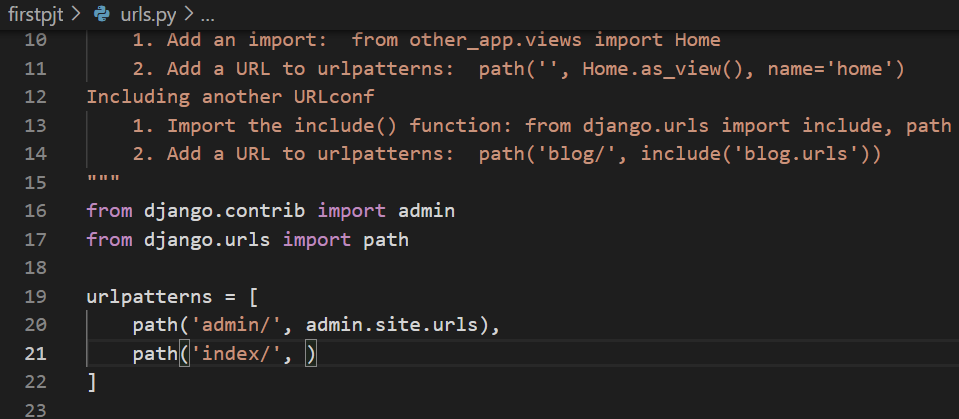 firstpjt > urls.py > ...
10     1. Add an import:  from other_app.views import Home
11     2. Add a URL to urlpatterns:  path('', Home.as_view(), name='home')
12 Including another URLconf
13     1. Import the include() function: from django.urls import include, path
14     2. Add a URL to urlpatterns:  path('blog/', include('blog.urls'))
15 """
16 from django.contrib import admin
17 from django.urls import path
18
19 urlpatterns = [
20     path('admin/', admin.site.urls),
21     path('index/', )
22 ]
23